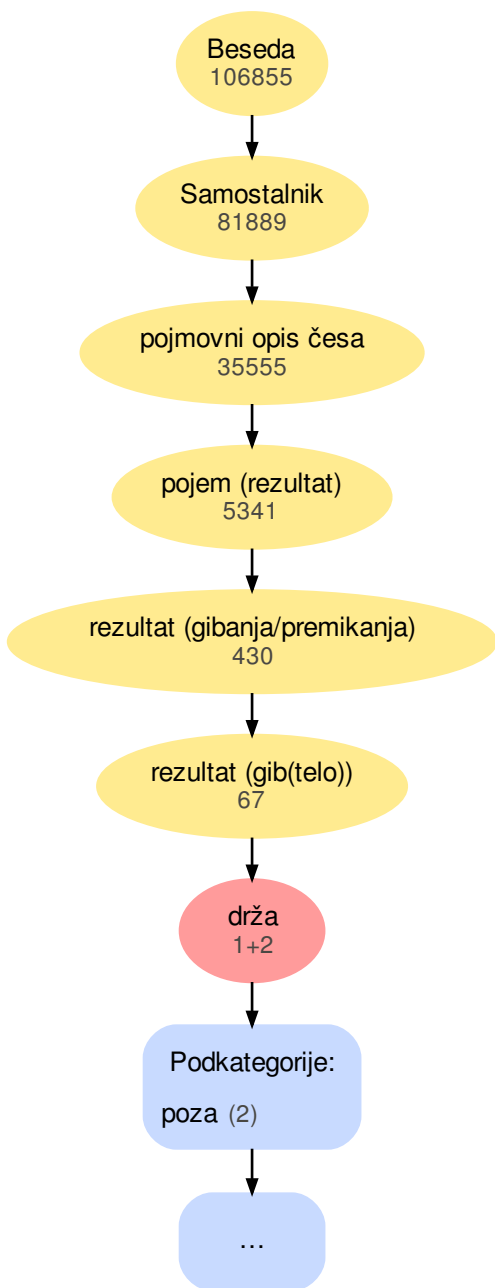 Beseda
106855
Samostalnik
81889
pojmovni opis česa
35555
pojem (rezultat)
5341
rezultat (gibanja/premikanja)
430
rezultat (gib(telo))
67
drža
1+2
Podkategorije:
poza (2)
...